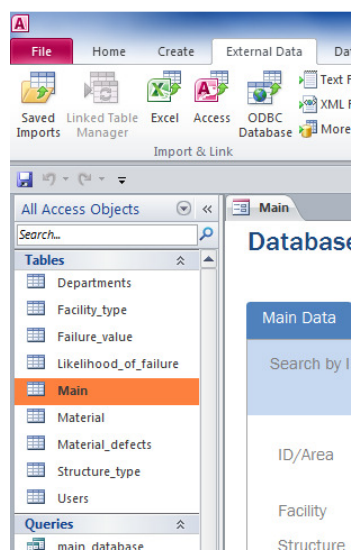 A
File Home Create External Data
Saved Imports
Linked Table Manager
Excel
Access
ODBC Database
Text
XML
More
Import & Link
All Access Objects
Search...
Tables
Departments
Facility_type
Failure_value
Likelihood_of_failure
Main
Material
Material_defects
Structure_type
Users
Queries
main_database
Main
Database
Main Data
Search by
ID/Area
Facility
Structure